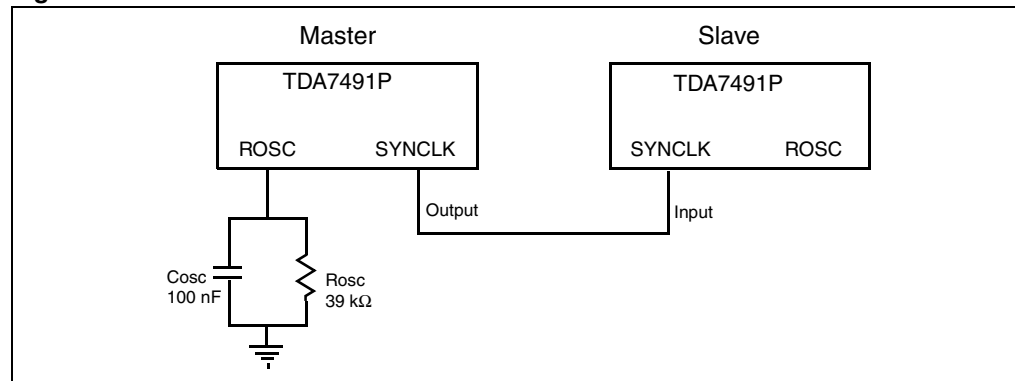 Master
Slave
TDA7491P
TDA7491P
ROSC
SYNCLK
SYNCLK
ROSC
Output
Input
Cosc
100 nF
Rosc
39 kΩ